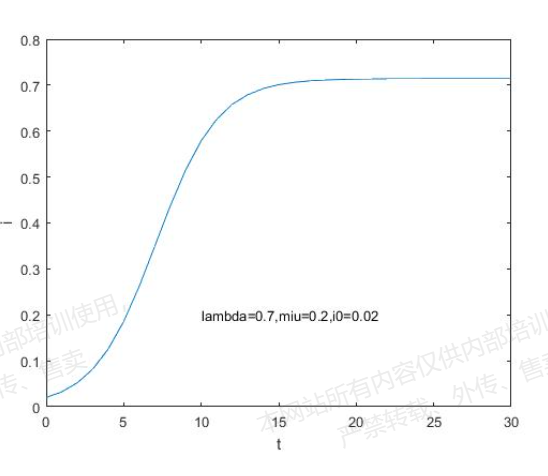 0.8
0.7
0.6
0.5
0.4
0.3
0.2
0.1
0
i
lambda=0.7,miu=0.2,i0=0.02
0 5 10 15 20 25 30
t
内部培训使用，
传、售卖
本网站所有内容仅供内部培训
严禁转载、外传、售